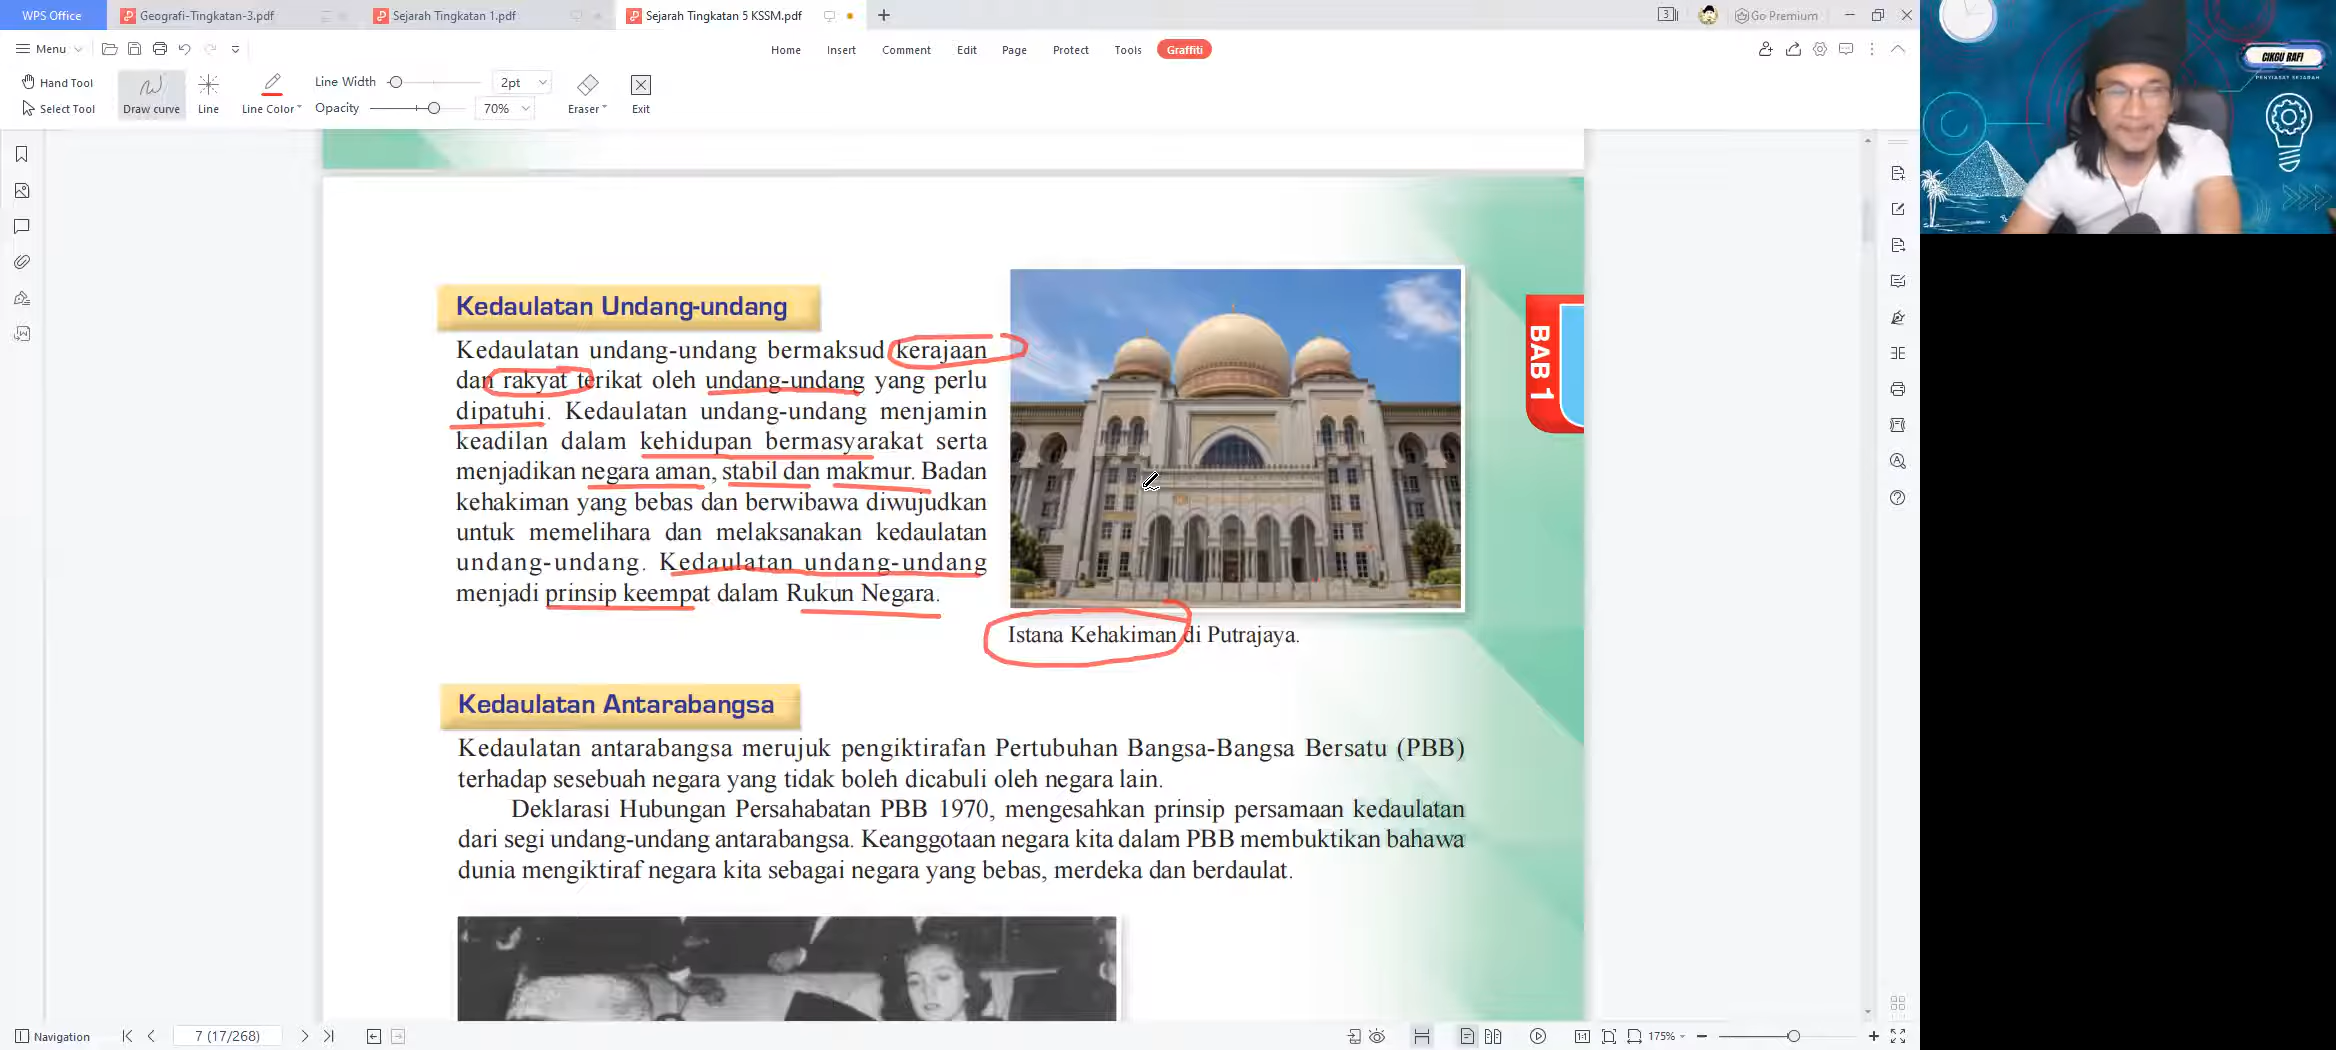 WPS Office
Geografi-Tingkatan-3.pdf
Sejarah Tingkatan 1.pdf
Sejarah Tingkatan 5 KSSM.pdf
3
Go Premium
Menu
Home
Insert
Comment
Edit
Page
Protect
Tools
Graffiti
Hand Tool
Select Tool
Draw curve
Line
Line Color
Line Width
2pt
Opacity
70%
Eraser
Exit
CIKGU RAFI
PENYIASAT SEJARAH
Kedaulatan Undang-undang
Kedaulatan undang-undang bermaksud kerajaan
dan rakyat terikat oleh undang-undang yang perlu
dipatuhi. Kedaulatan undang-undang menjamin
keadilan dalam kehidupan bermasyarakat serta
menjadikan negara aman, stabil dan makmur. Badan
kehakiman yang bebas dan berwibawa diwujudkan
untuk memelihara dan melaksanakan kedaulatan
undang-undang. Kedaulatan undang-undang
menjadi prinsip keempat dalam Rukun Negara.
Istana Kehakiman di Putrajaya.
BAB 1
Kedaulatan Antarabangsa
Kedaulatan antarabangsa merujuk pengiktirafan Pertubuhan Bangsa-Bangsa Bersatu (PBB)
terhadap sesebuah negara yang tidak boleh dicabuli oleh negara lain.
Deklarasi Hubungan Persahabatan PBB 1970, mengesahkan prinsip persamaan kedaulatan
dari segi undang-undang antarabangsa. Keanggotaan negara kita dalam PBB membuktikan bahawa
dunia mengiktiraf negara kita sebagai negara yang bebas, merdeka dan berdaulat.
Navigation
7 (17/268)
1:1
175%